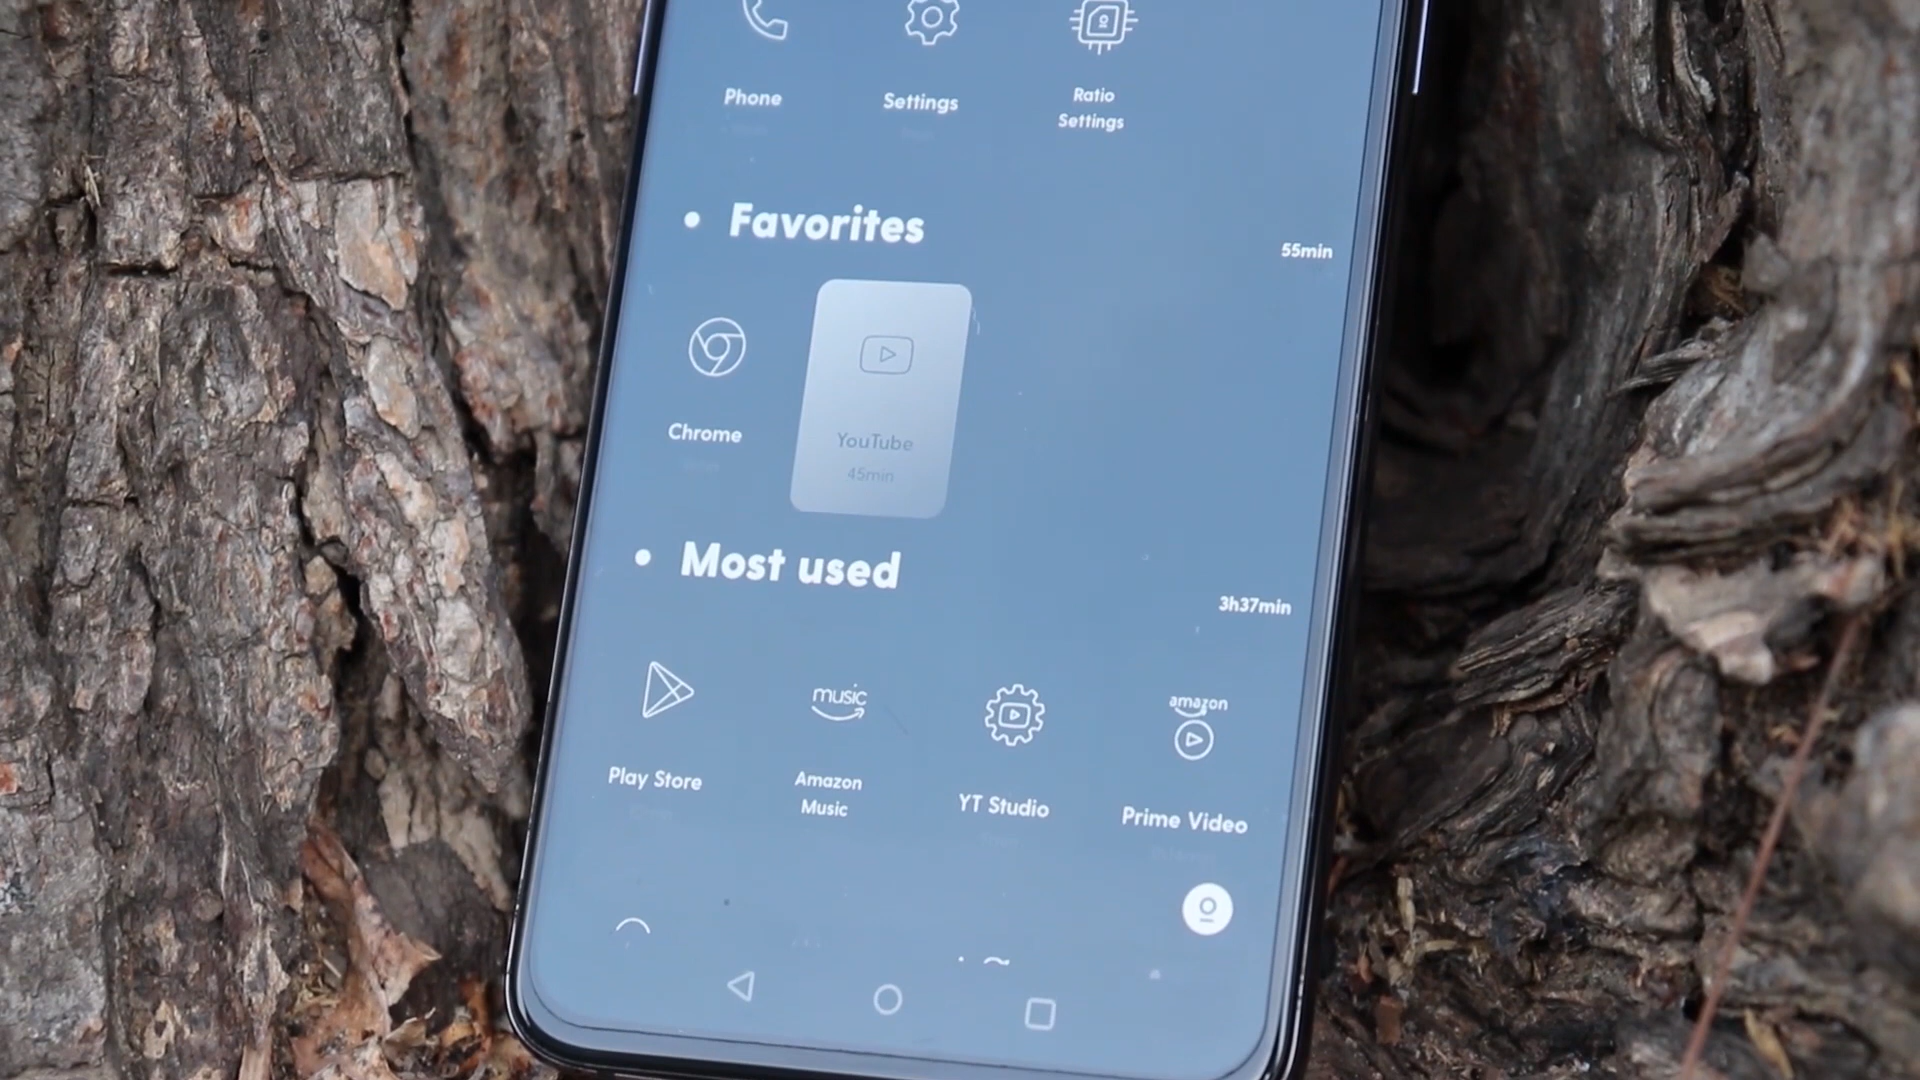 Phone
Settings
Ratio
Settings
• Favorites
55min
Chrome
YouTube
45min
• Most used
3h37min
music
amazon
Play Store
Amazon
Music
YT Studio
Prime Video